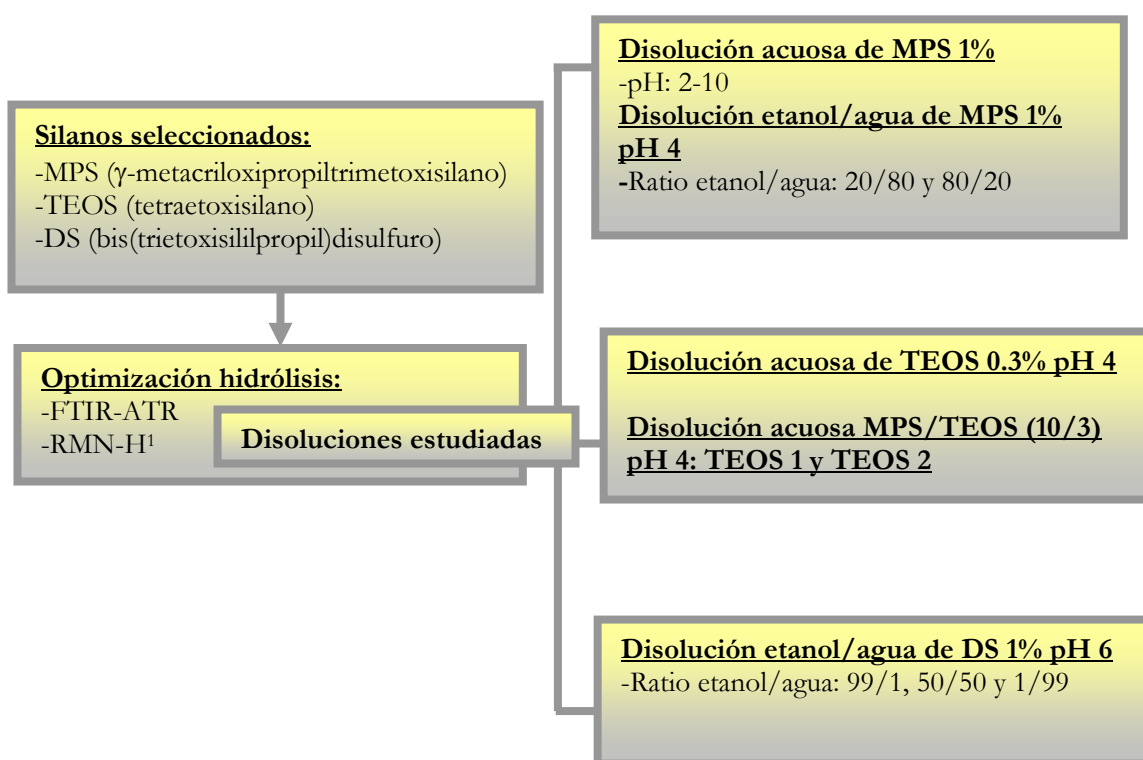 Silanos seleccionados:
-MPS (γ-metacriloxipropiltrimetoxisilano)
-TEOS (tetraetoxisilano)
-DS (bis(trietoxisililpropil)disulfuro)
Optimización hidrólisis:
-FTIR-ATR
-RMN-H¹
Disoluciones estudiadas
Disolución acuosa de MPS 1%
-pH: 2-10
Disolución etanol/agua de MPS 1%
pH 4
-Ratio etanol/agua: 20/80 y 80/20
Disolución acuosa de TEOS 0.3% pH 4
Disolución acuosa MPS/TEOS (10/3)
pH 4: TEOS 1 y TEOS 2
Disolución etanol/agua de DS 1% pH 6
-Ratio etanol/agua: 99/1, 50/50 y 1/99